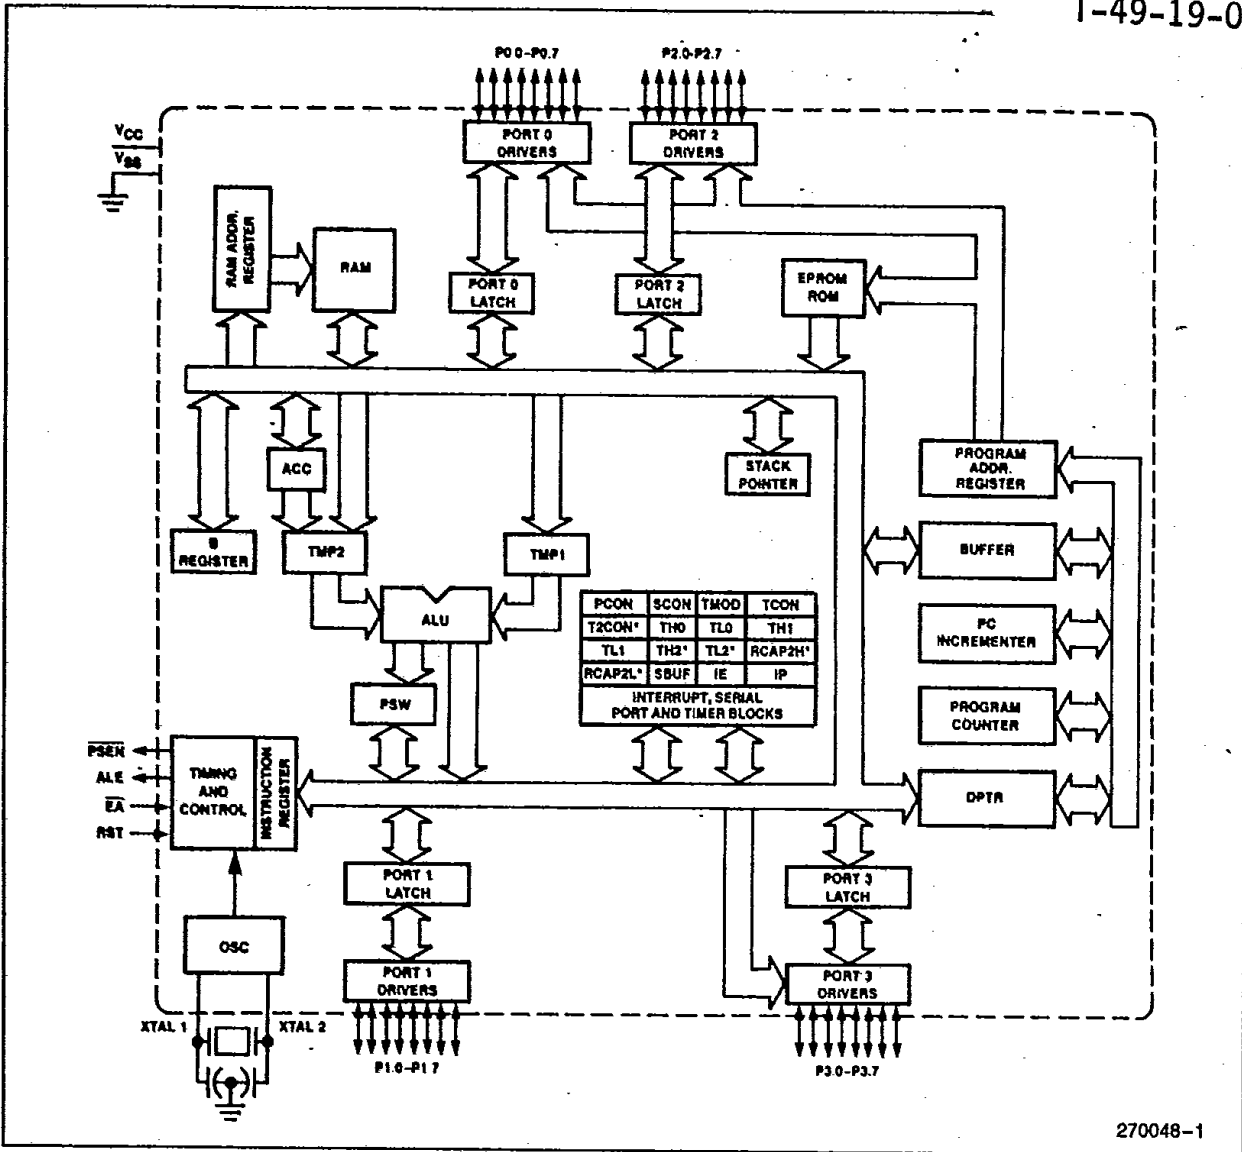 T-49-19-0
P0 0-P0.7
P2.0-P2.7
VCC
VSS
PORT 0
DRIVERS
PORT 2
DRIVERS
RAM ADDR.
REGISTER
RAM
PORT 0
LATCH
PORT 2
LATCH
EPROM
ROM
ACC
STACK
POINTER
PROGRAM
ADDR.
REGISTER
B
REGISTER
TMP2
TMP1
BUFFER
ALU
PCON SCON TMOD TCON
T2CON* TH0 TL0 TH1
TL1 TH2* TL2* RCAP2H*
RCAP2L* SBUF IE IP
INTERRUPT, SERIAL
PORT AND TIMER BLOCKS
PC
INCREMENTER
PSW
PROGRAM
COUNTER
PSEN
ALE
EA
RST
TIMING
AND
CONTROL
INSTRUCTION
REGISTER
DPTR
PORT 1
LATCH
PORT 3
LATCH
OSC
PORT 1
DRIVERS
PORT 3
DRIVERS
XTAL 1
XTAL 2
P1.0-P1 7
P3.0-P3.7
270048-1